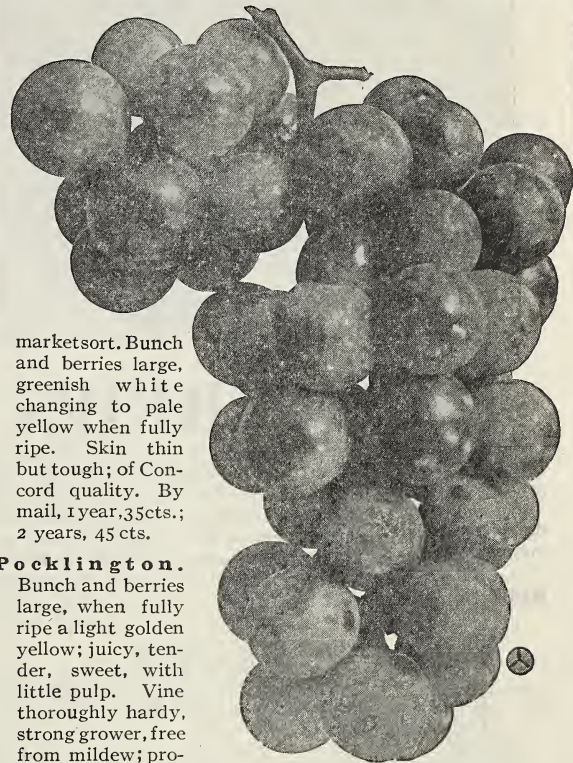 marketsort. Bunch
and berries large,
greenish white
changing to pale
yellow when fully
ripe. Skin thin
but tough; of Con-
cord quality. By
mail, 1 year, 35cts.;
2 years, 45 cts.
Pocklington.
Bunch and berries
large, when fully
ripe a light golden
yellow; juicy, ten-
der, sweet, with
little pulp. Vine
thoroughly hardy,
strong grower, free
from mildew; pro-